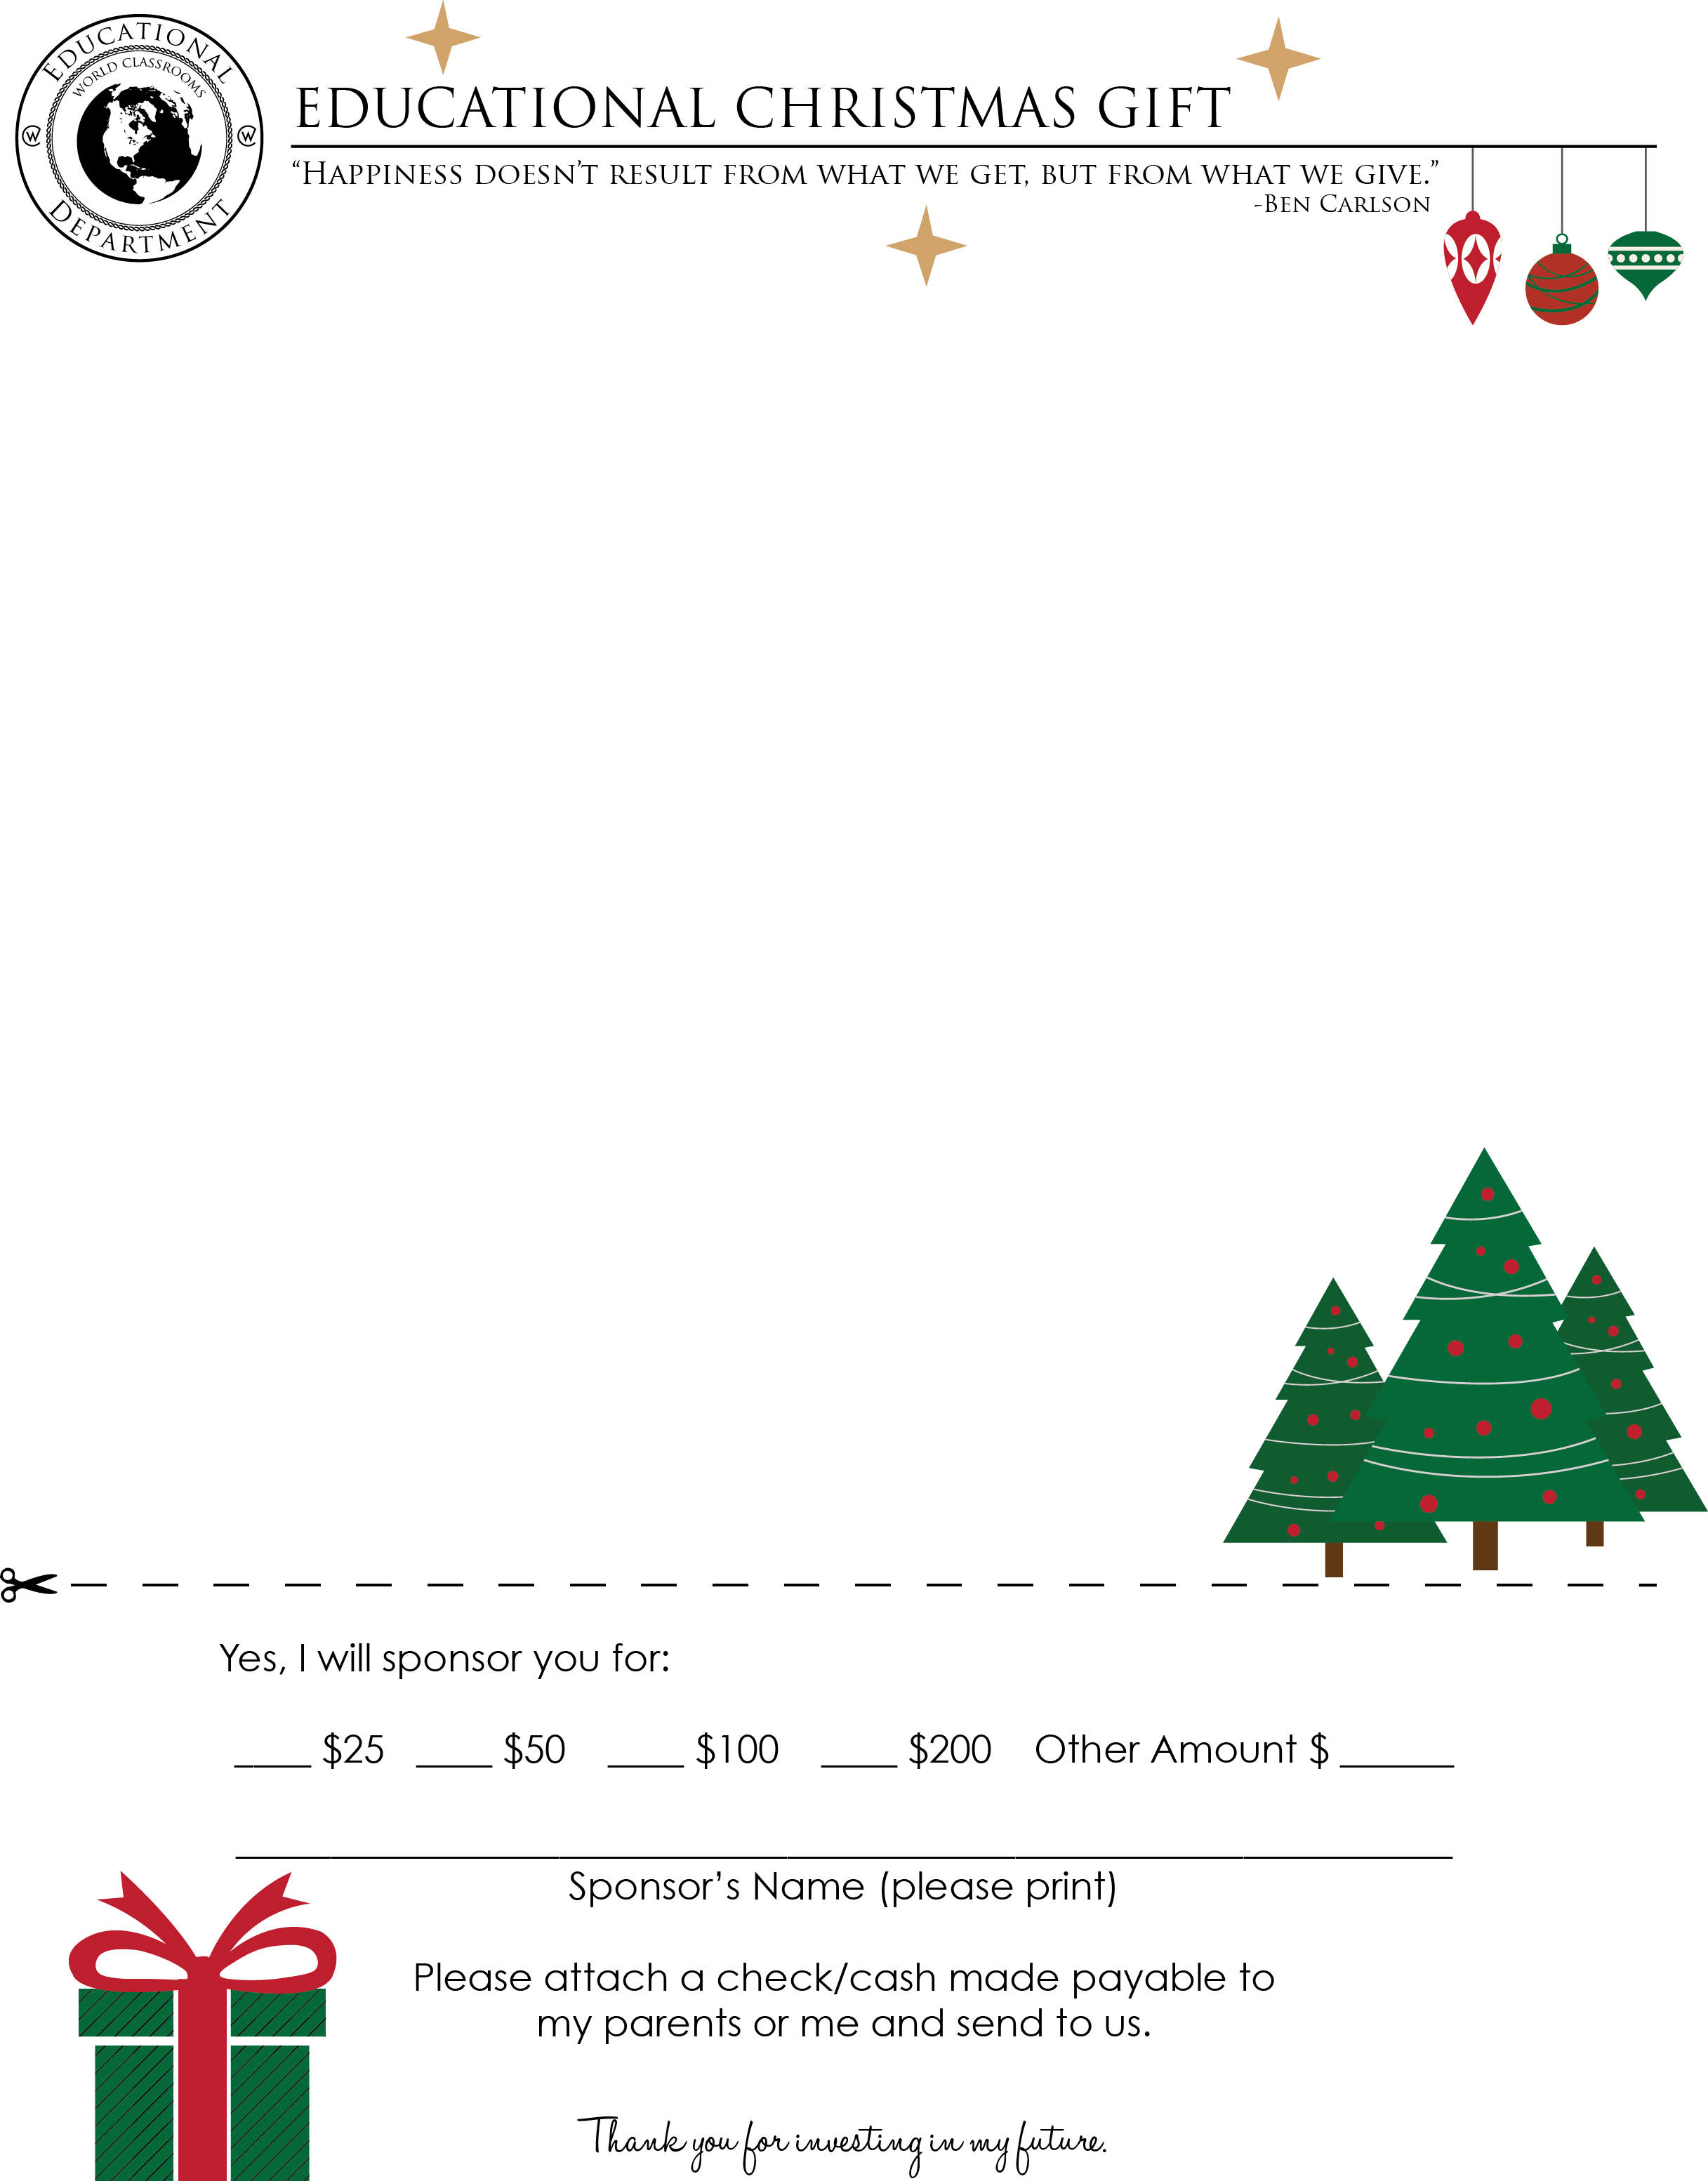 EDUCATIONAL
WORLD CLASSROOMS
W W
DEPARTMENT
EDUCATIONAL CHRISTMAS GIFT
“HAPPINESS DOESN’T RESULT FROM WHAT WE GET, BUT FROM WHAT WE GIVE.”
-BEN CARLSON
Yes, I will sponsor you for:
____ $25 ____ $50 ____ $100 ____ $200 Other Amount $ ______
Sponsor’s Name (please print)
Please attach a check/cash made payable to
my parents or me and send to us.
Thank you for investing in my future.